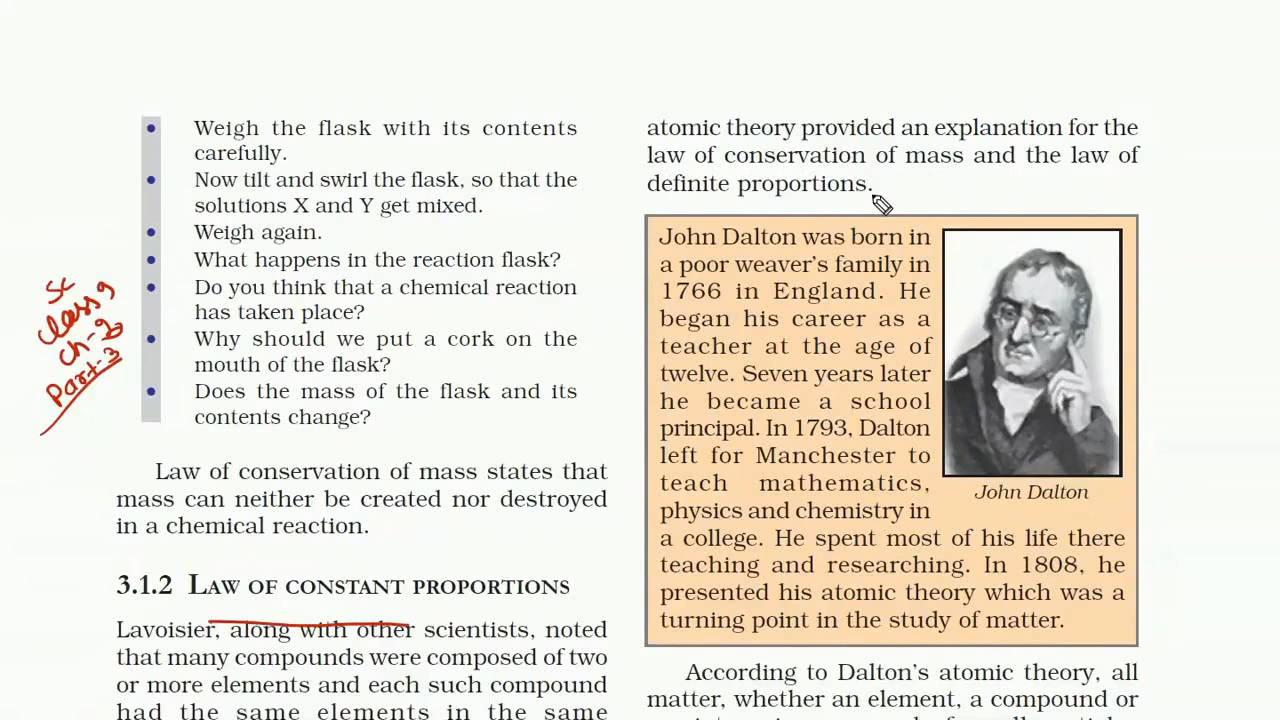 Weigh the flask with its contents
carefully.
Now tilt and swirl the flask, so that the
solutions X and Y get mixed.
Weigh again.
What happens in the reaction flask?
Do you think that a chemical reaction
has taken place?
Why should we put a cork on the
mouth of the flask?
Does the mass of the flask and its
contents change?
Sc
Class 9
Ch-3
Part-3
Law of conservation of mass states that
mass can neither be created nor destroyed
in a chemical reaction.
3.1.2 LAW OF CONSTANT PROPORTIONS
Lavoisier, along with other scientists, noted
that many compounds were composed of two
or more elements and each such compound
had the same elements in the same
atomic theory provided an explanation for the
law of conservation of mass and the law of
definite proportions.
John Dalton was born in
a poor weaver's family in
1766 in England. He
began his career as a
teacher at the age of
twelve. Seven years later
he became a school
principal. In 1793, Dalton
left for Manchester to
teach mathematics,
physics and chemistry in
a college. He spent most of his life there
teaching and researching. In 1808, he
presented his atomic theory which was a
turning point in the study of matter.
John Dalton
According to Dalton's atomic theory, all
matter, whether an element, a compound or